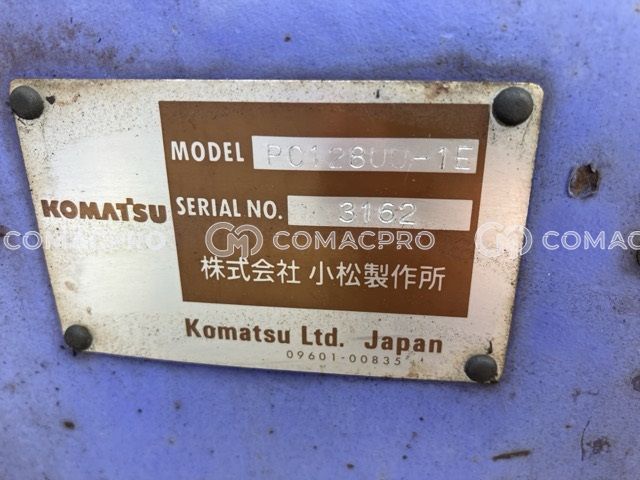 MODEL PC128UU-1E
KOMATSU SERIAL NO. 3162
COMACPRO COMACPRO COMACPRO
株式会社 小松製作所
Komatsu Ltd. Japan
09601-00835